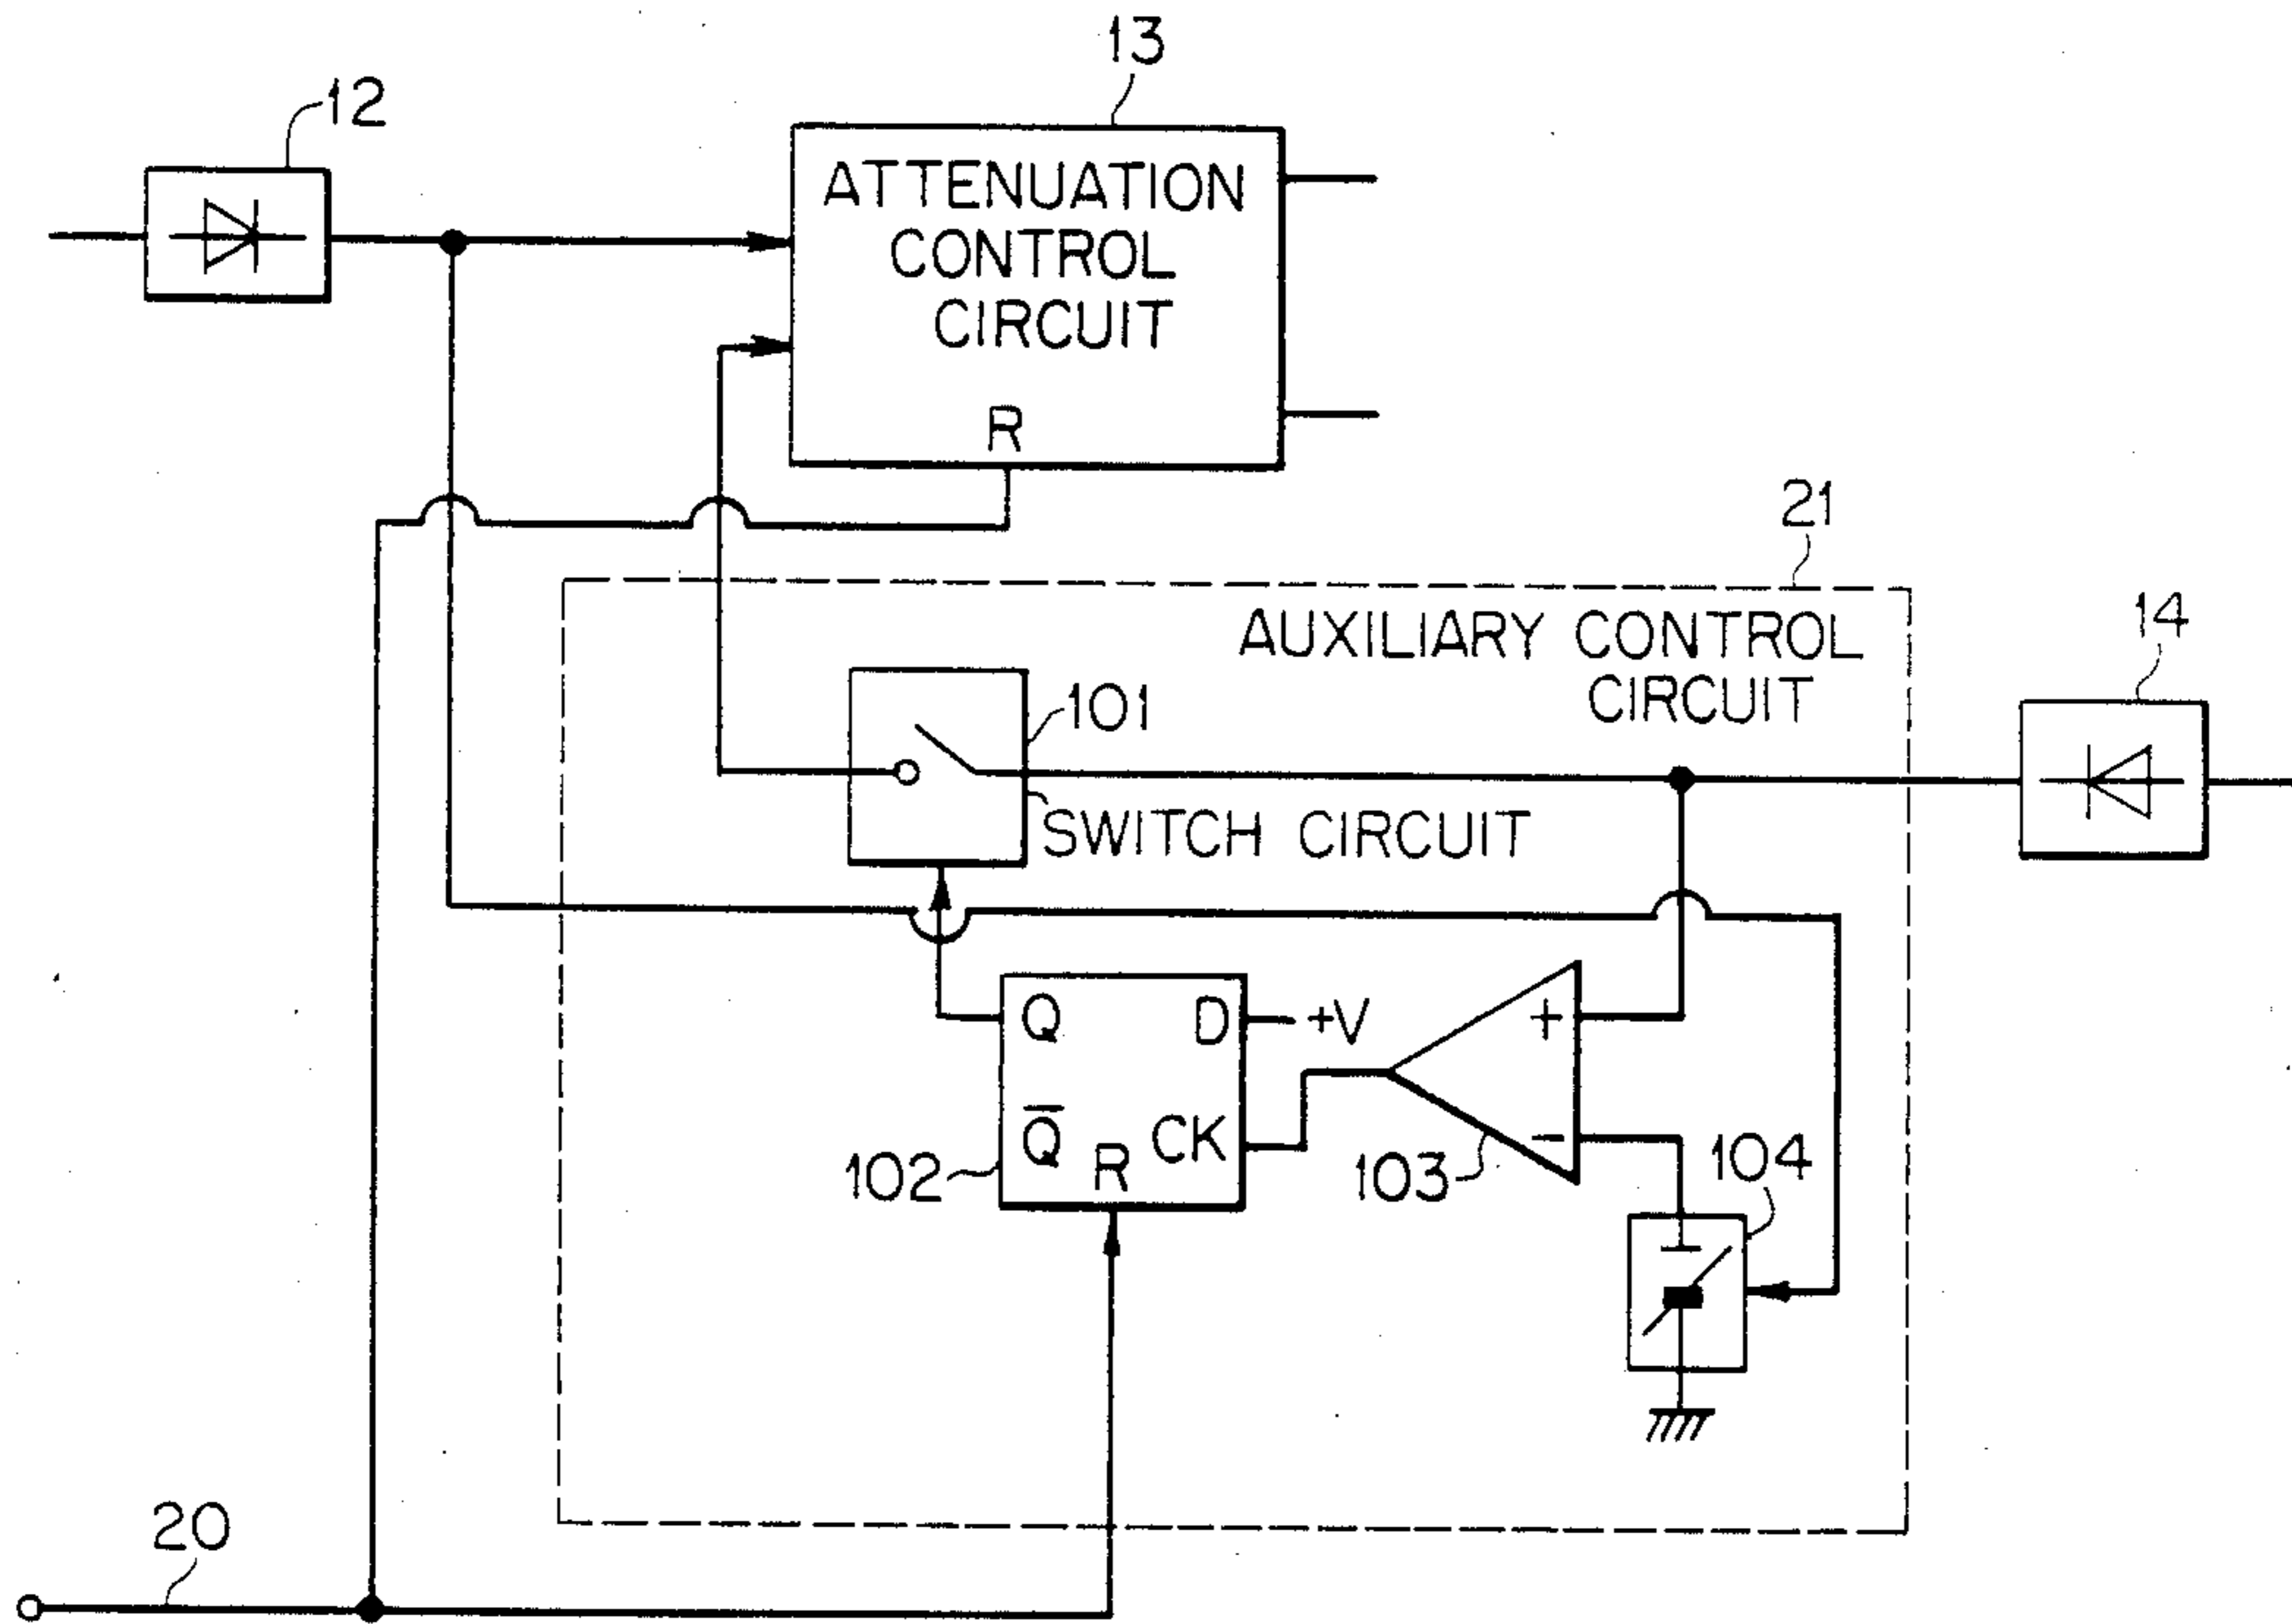 13
12
ATTENUATION
CONTROL
CIRCUIT
R
21
AUXILIARY CONTROL
CIRCUIT
14
101
SWITCH CIRCUIT
Q
D
+V
+
Q̅
CK
R
−
102
103
104
20